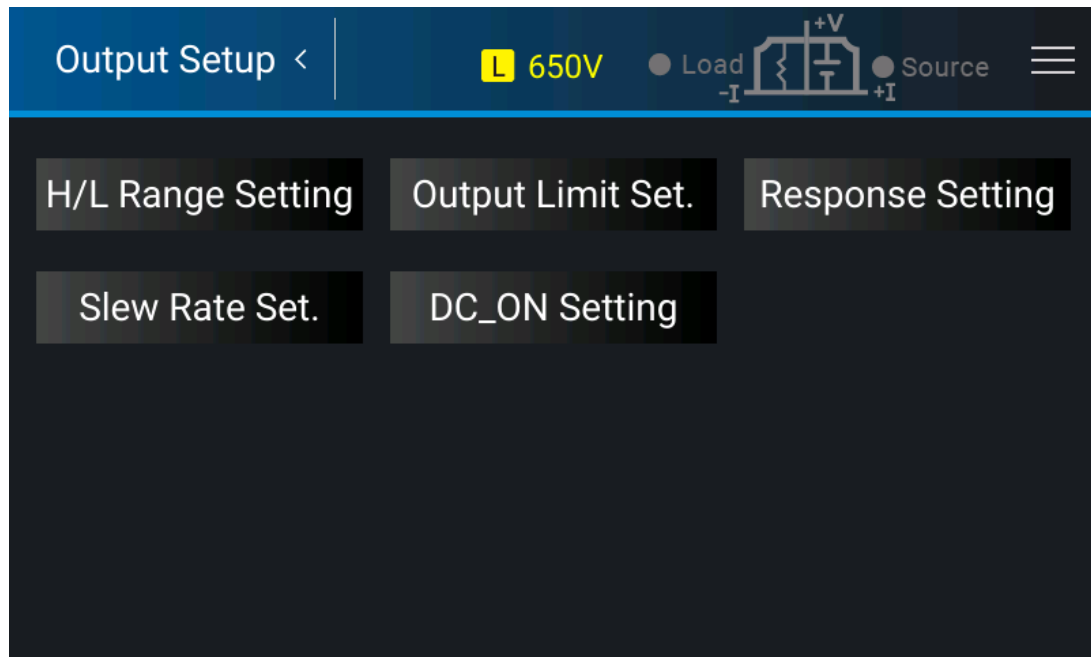 Output Setup <
L 650V
Load
Source
+V
-I
+I
H/L Range Setting
Output Limit Set.
Response Setting
Slew Rate Set.
DC_ON Setting